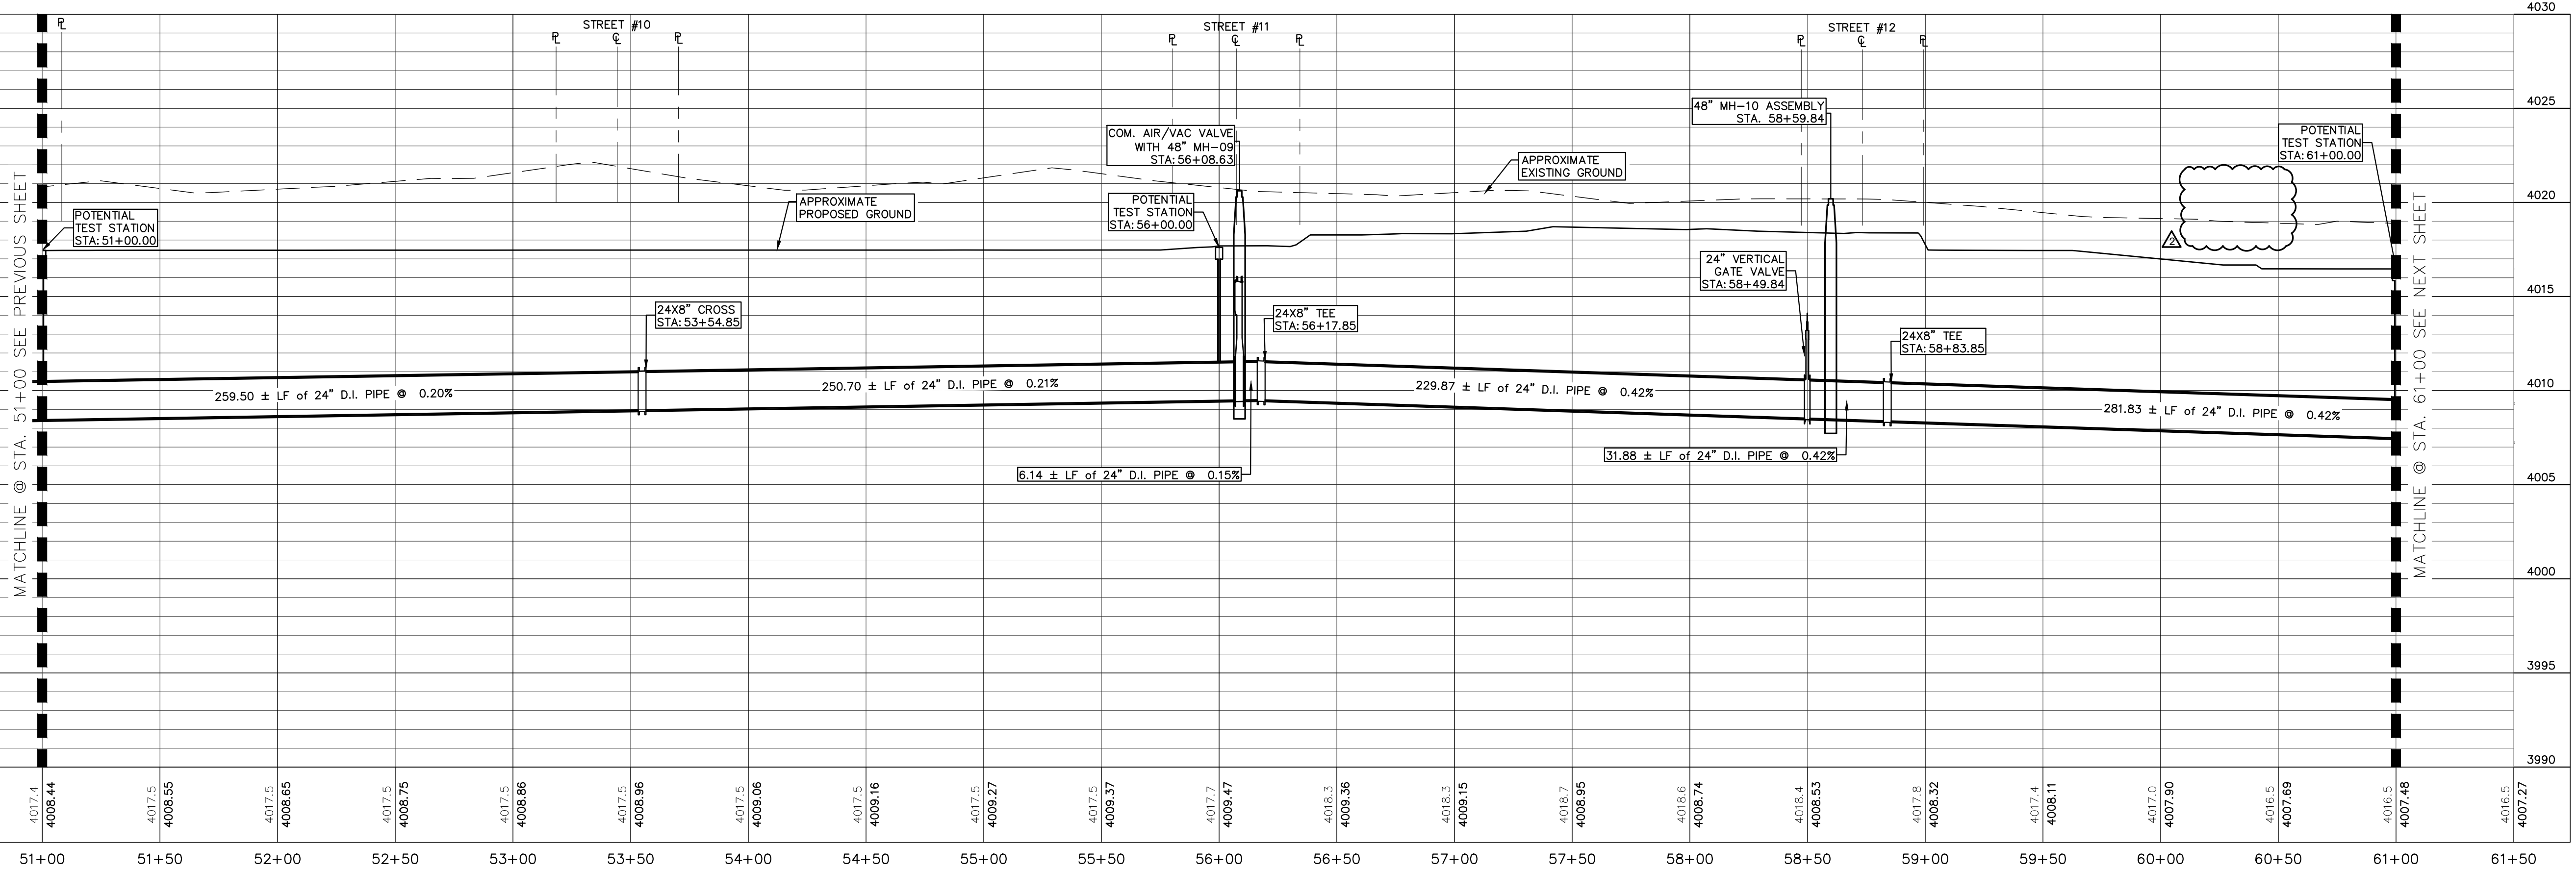 4030
STREET #10
STREET #11
STREET #12
PL
PL
CL
PL
PL
CL
PL
PL
CL
PL
4025
48" MH-10 ASSEMBLY
STA. 58+59.84
COM. AIR/VAC VALVE
WITH 48" MH-09
STA: 56+08.63
POTENTIAL
TEST STATION
STA: 61+00.00
APPROXIMATE
EXISTING GROUND
4020
POTENTIAL
TEST STATION
STA: 51+00.00
APPROXIMATE
PROPOSED GROUND
POTENTIAL
TEST STATION
STA: 56+00.00
2
24" VERTICAL
GATE VALVE
STA: 58+49.84
4015
24X8" CROSS
STA: 53+54.85
24X8" TEE
STA: 56+17.85
24X8" TEE
STA: 58+83.85
4010
259.50 ± LF of 24" D.I. PIPE @ 0.20%
250.70 ± LF of 24" D.I. PIPE @ 0.21%
229.87 ± LF of 24" D.I. PIPE @ 0.42%
281.83 ± LF of 24" D.I. PIPE @ 0.42%
6.14 ± LF of 24" D.I. PIPE @ 0.15%
31.88 ± LF of 24" D.I. PIPE @ 0.42%
4005
4000
3995
3990
MATCHLINE @ STA. 51+00 SEE PREVIOUS SHEET
MATCHLINE @ STA. 61+00 SEE NEXT SHEET
4017.4
4008.44
4017.5
4008.55
4017.5
4008.65
4017.5
4008.75
4017.5
4008.86
4017.5
4008.96
4017.5
4009.06
4017.5
4009.16
4017.5
4009.27
4017.5
4009.37
4017.7
4009.47
4018.3
4009.36
4018.3
4009.15
4018.7
4008.95
4018.6
4008.74
4018.4
4008.53
4017.8
4008.32
4017.4
4008.11
4017.0
4007.90
4016.5
4007.69
4016.5
4007.48
4016.5
4007.27
51+00 51+50 52+00 52+50 53+00 53+50 54+00 54+50 55+00 55+50 56+00 56+50 57+00 57+50 58+00 58+50 59+00 59+50 60+00 60+50 61+00 61+50